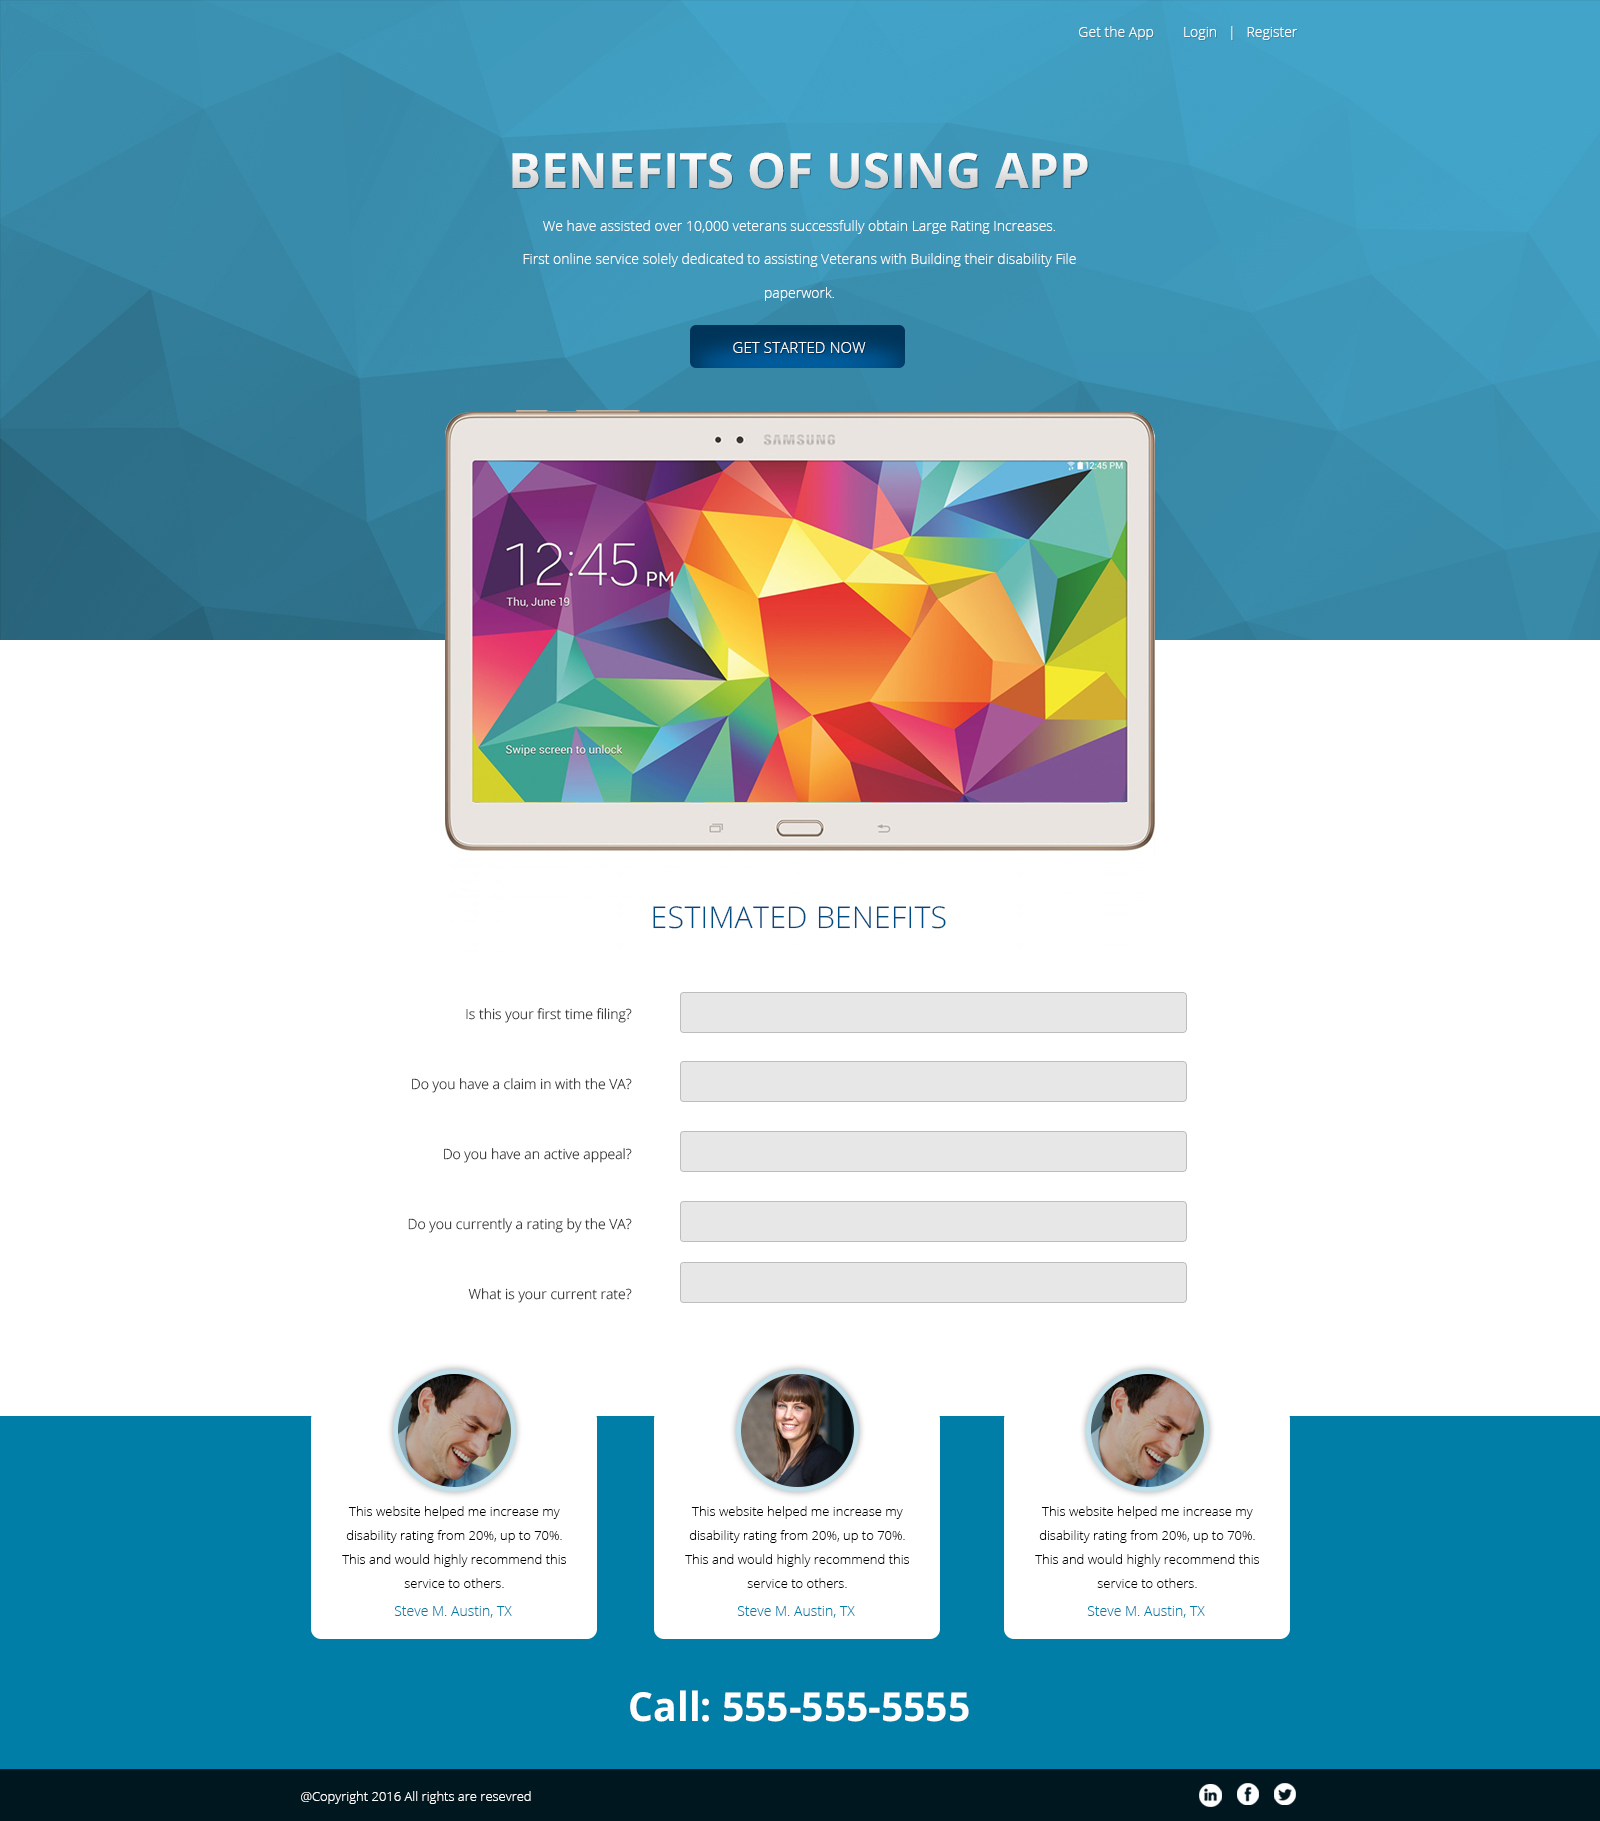 Get the App Login | Register
BENEFITS OF USING APP
We have assisted over 10,000 veterans successfully obtain Large Rating Increases.
First online service solely dedicated to assisting Veterans with Building their disability File
paperwork.
GET STARTED NOW
SAMSUNG
12:45 PM
12:45 PM
Thu, June 19
Swipe screen to unlock
ESTIMATED BENEFITS
Is this your first time filing?
Do you have a claim in with the VA?
Do you have an active appeal?
Do you currently a rating by the VA?
What is your current rate?
This website helped me increase my
disability rating from 20%, up to 70%.
This and would highly recommend this
service to others.
Steve M. Austin, TX
This website helped me increase my
disability rating from 20%, up to 70%.
This and would highly recommend this
service to others.
Steve M. Austin, TX
This website helped me increase my
disability rating from 20%, up to 70%.
This and would highly recommend this
service to others.
Steve M. Austin, TX
Call: 555-555-5555
@Copyright 2016 All rights are resevred